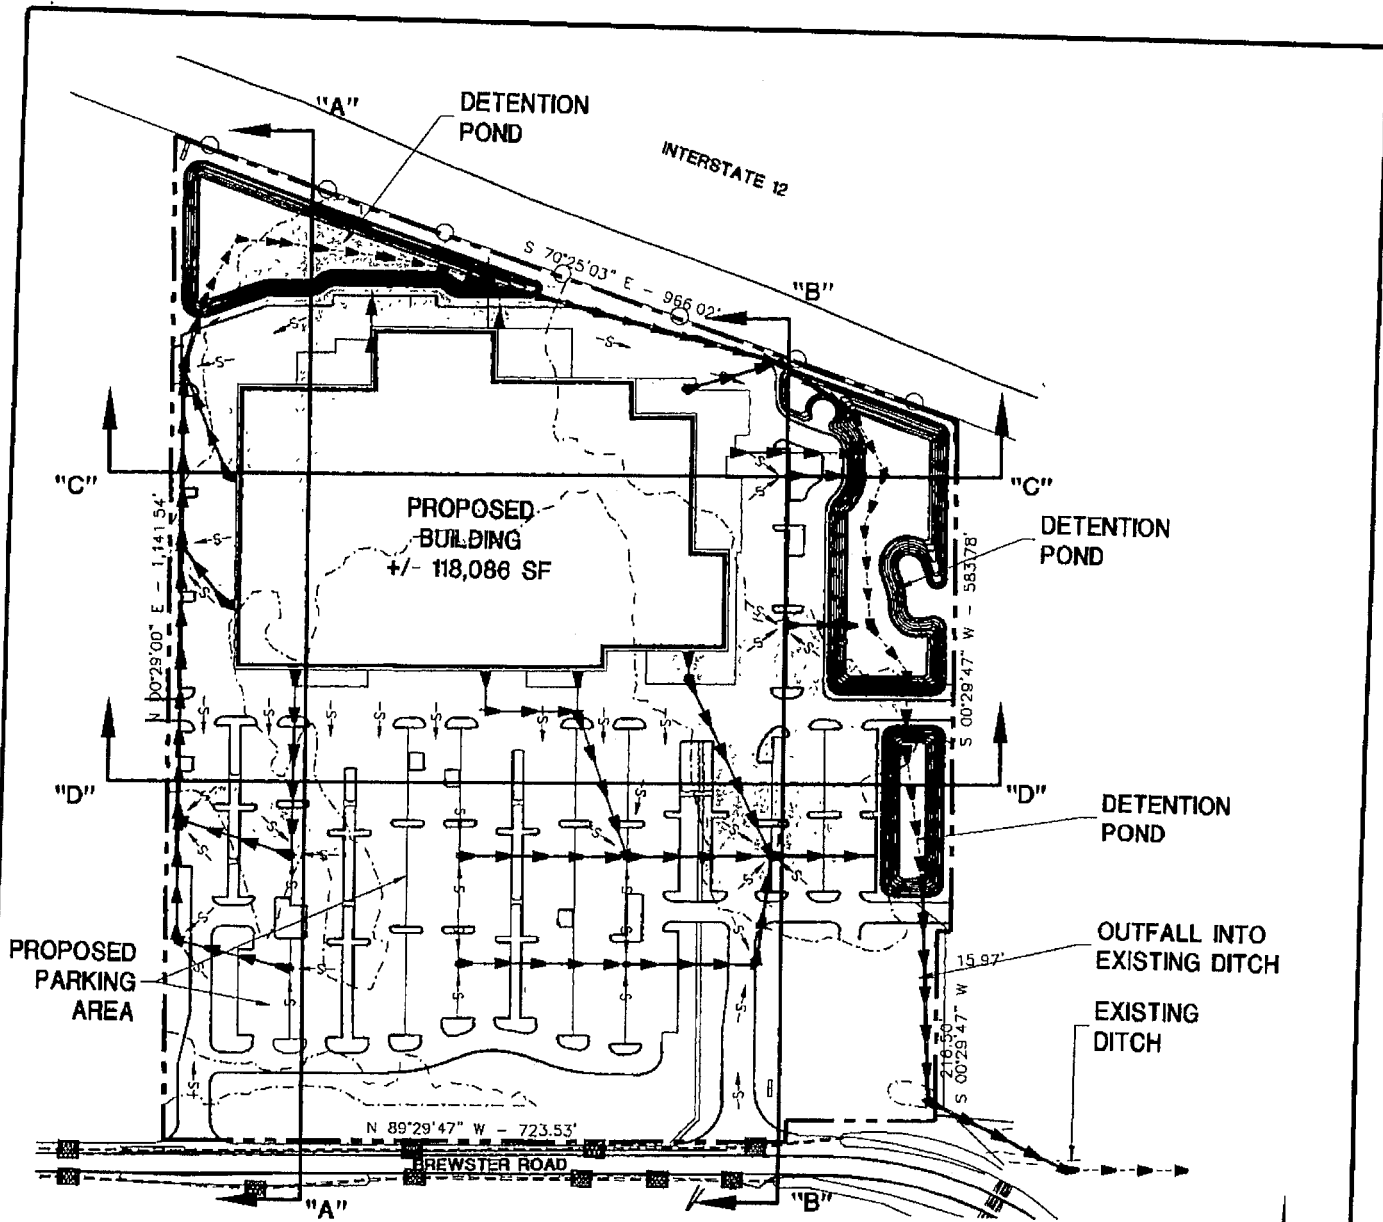 "A"
DETENTION
POND
INTERSTATE 12
S 70°25'03" E - 966.02'
"B"
"C"
"C"
PROPOSED
BUILDING
+/- 118,086 SF
DETENTION
POND
N 00°29'00" E - 1,141.54'
S 00°29'47" W - 583.78'
"D"
"D"
DETENTION
POND
PROPOSED
PARKING
AREA
OUTFALL INTO
EXISTING DITCH
15.97'
EXISTING
DITCH
216.50'
S 00°29'47" W
N 89°29'47" W - 723.53'
BREWSTER ROAD
"A"
"B"